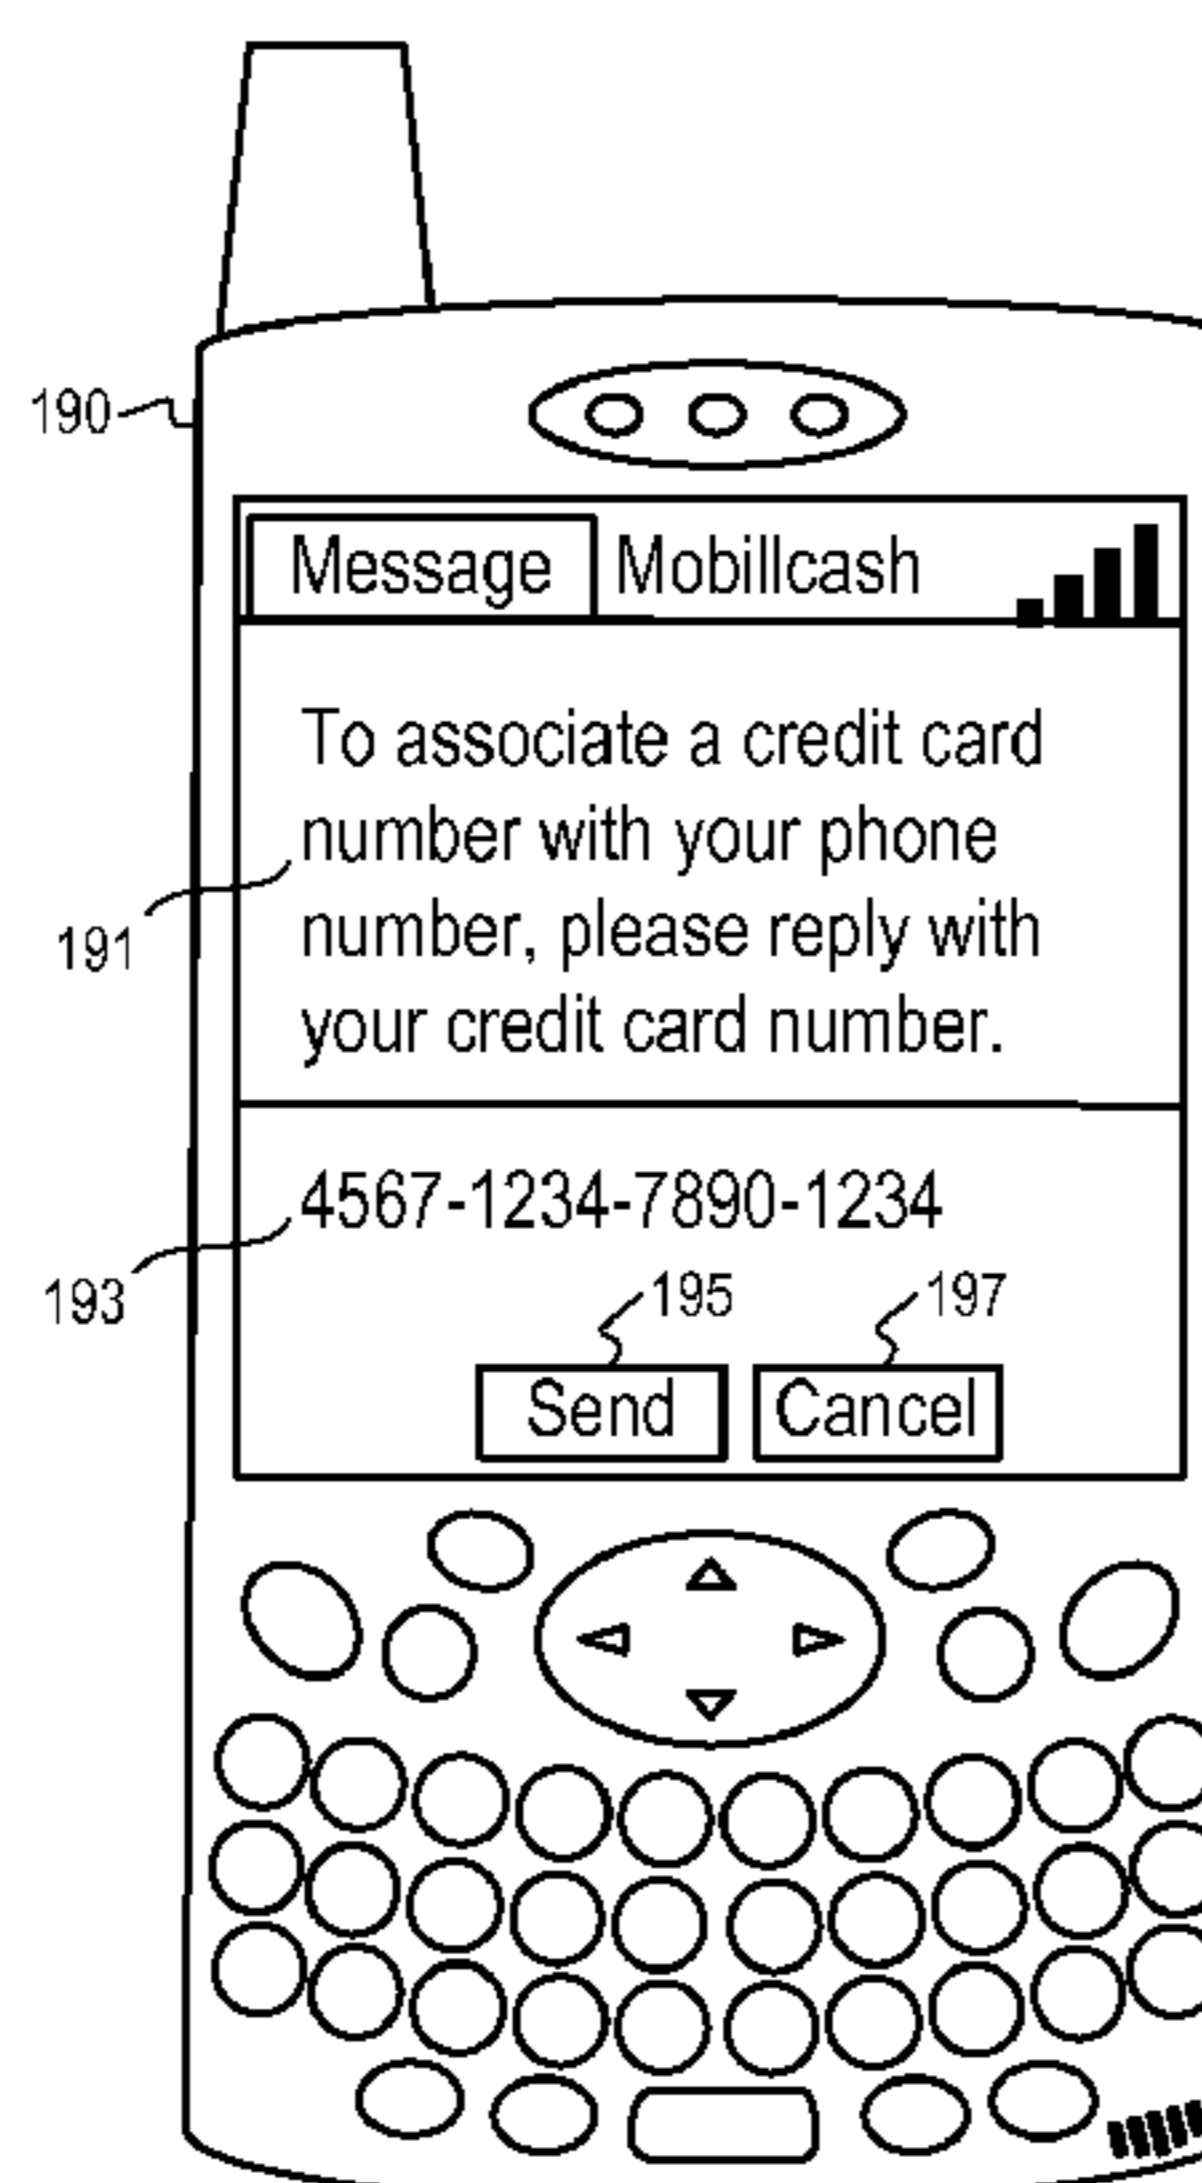 190
Message Mobillcash
To associate a credit card
number with your phone
191
number, please reply with
your credit card number.
4567-1234-7890-1234
193
195 197
Send Cancel